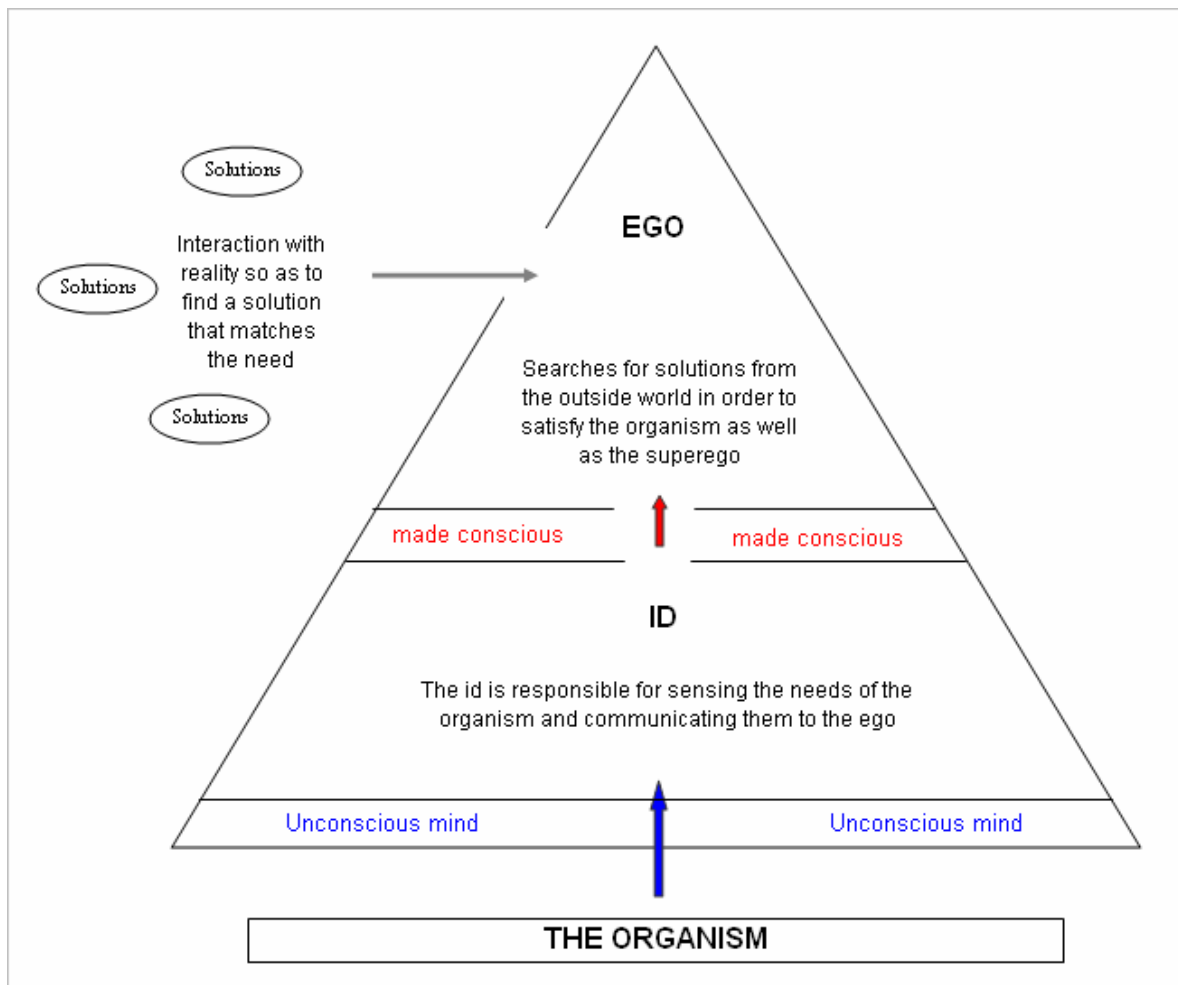 Solutions
Interaction with
reality so as to
find a solution
that matches
the need
Solutions
Solutions
EGO
Searches for solutions from
the outside world in order to
satisfy the organism as well
as the superego
made conscious
made conscious
ID
The id is responsible for sensing the needs of the
organism and communicating them to the ego
Unconscious mind
Unconscious mind
THE ORGANISM